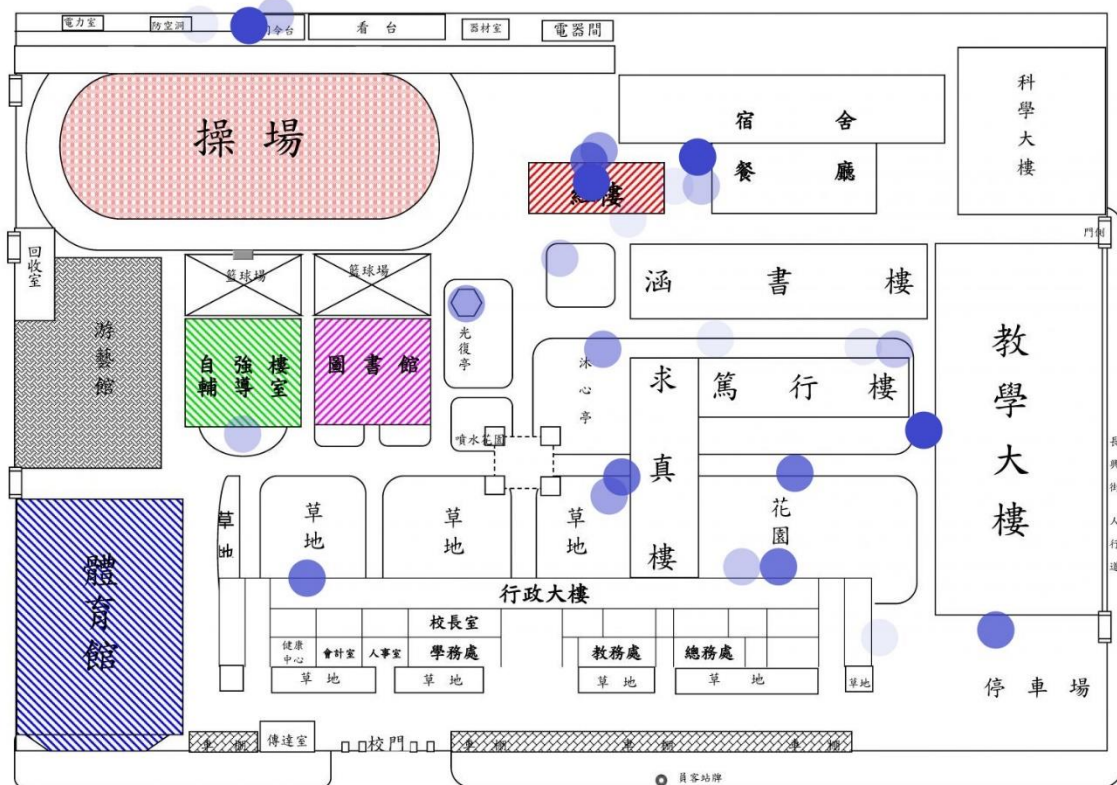 電力室
防空洞
司令台
看台
器材室
電器間
科學大樓
宿舍
操場
餐廳
樓
門側
回收室
籃球場
籃球場
涵書樓
游藝館
光復亭
教學大樓
自強樓
輔導室
圖書館
沐心亭
求真樓
篤行樓
噴水花園
長興街人行道
草地
草地
草地
草地
花園
體育館
行政大樓
校長室
健康中心
會計室
人事室
學務處
教務處
總務處
草地
草地
草地
草地
草地
停車場
車棚
傳達室
校門
車棚
車棚
車棚
員客站牌